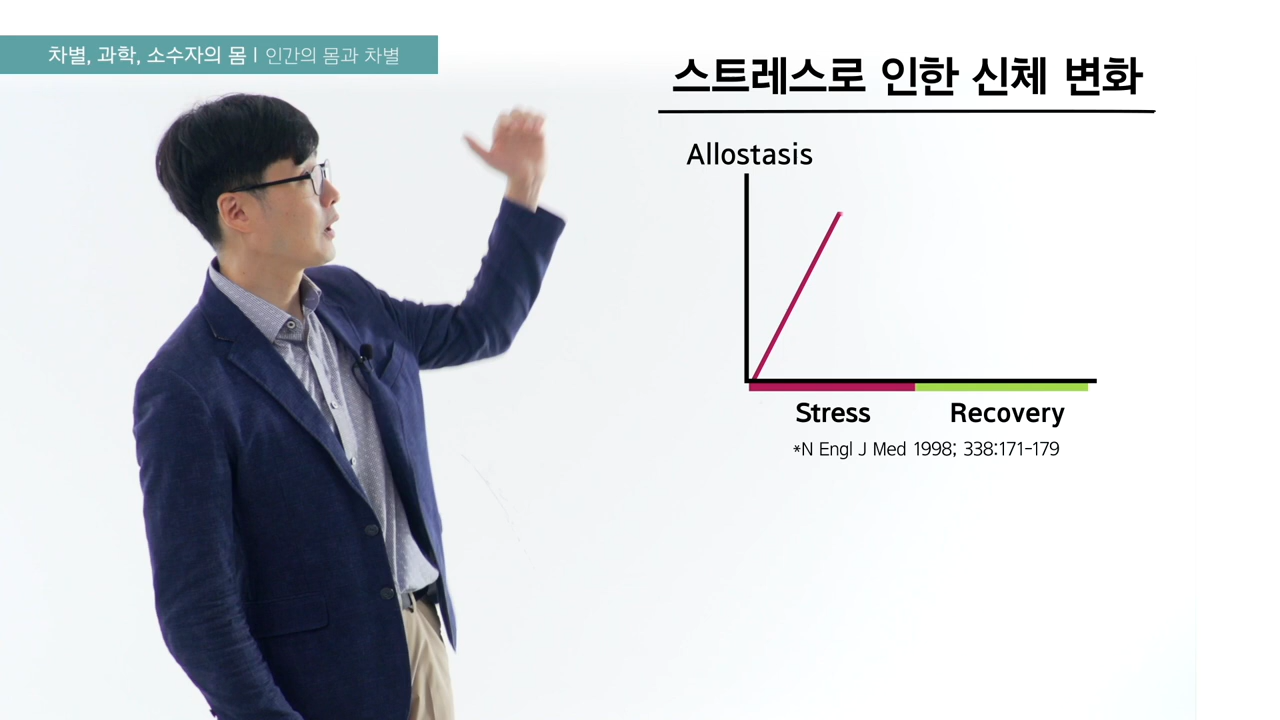 차별, 과학, 소수자의 몸 | 인간의 몸과 차별
스트레스로 인한 신체 변화
Allostasis
Stress Recovery
*N Engl J Med 1998; 338:171-179